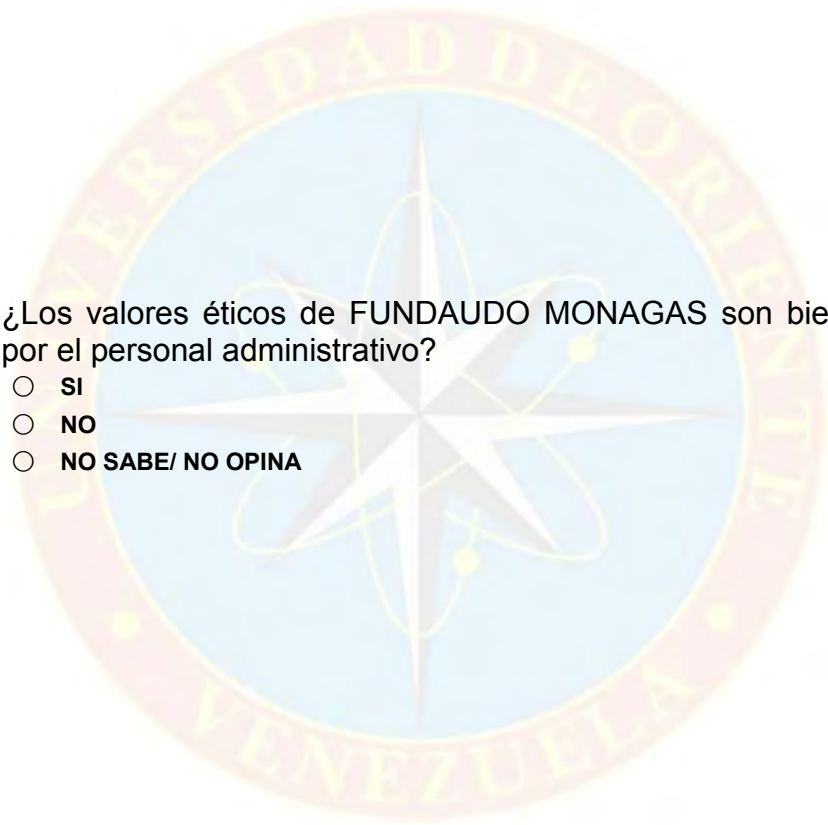 UNIVERSIDAD DE ORIENTE
¿Los valores éticos de FUNDAUDO MONAGAS son bie
por el personal administrativo?
SI
NO
NO SABE/ NO OPINA
VENEZUELA